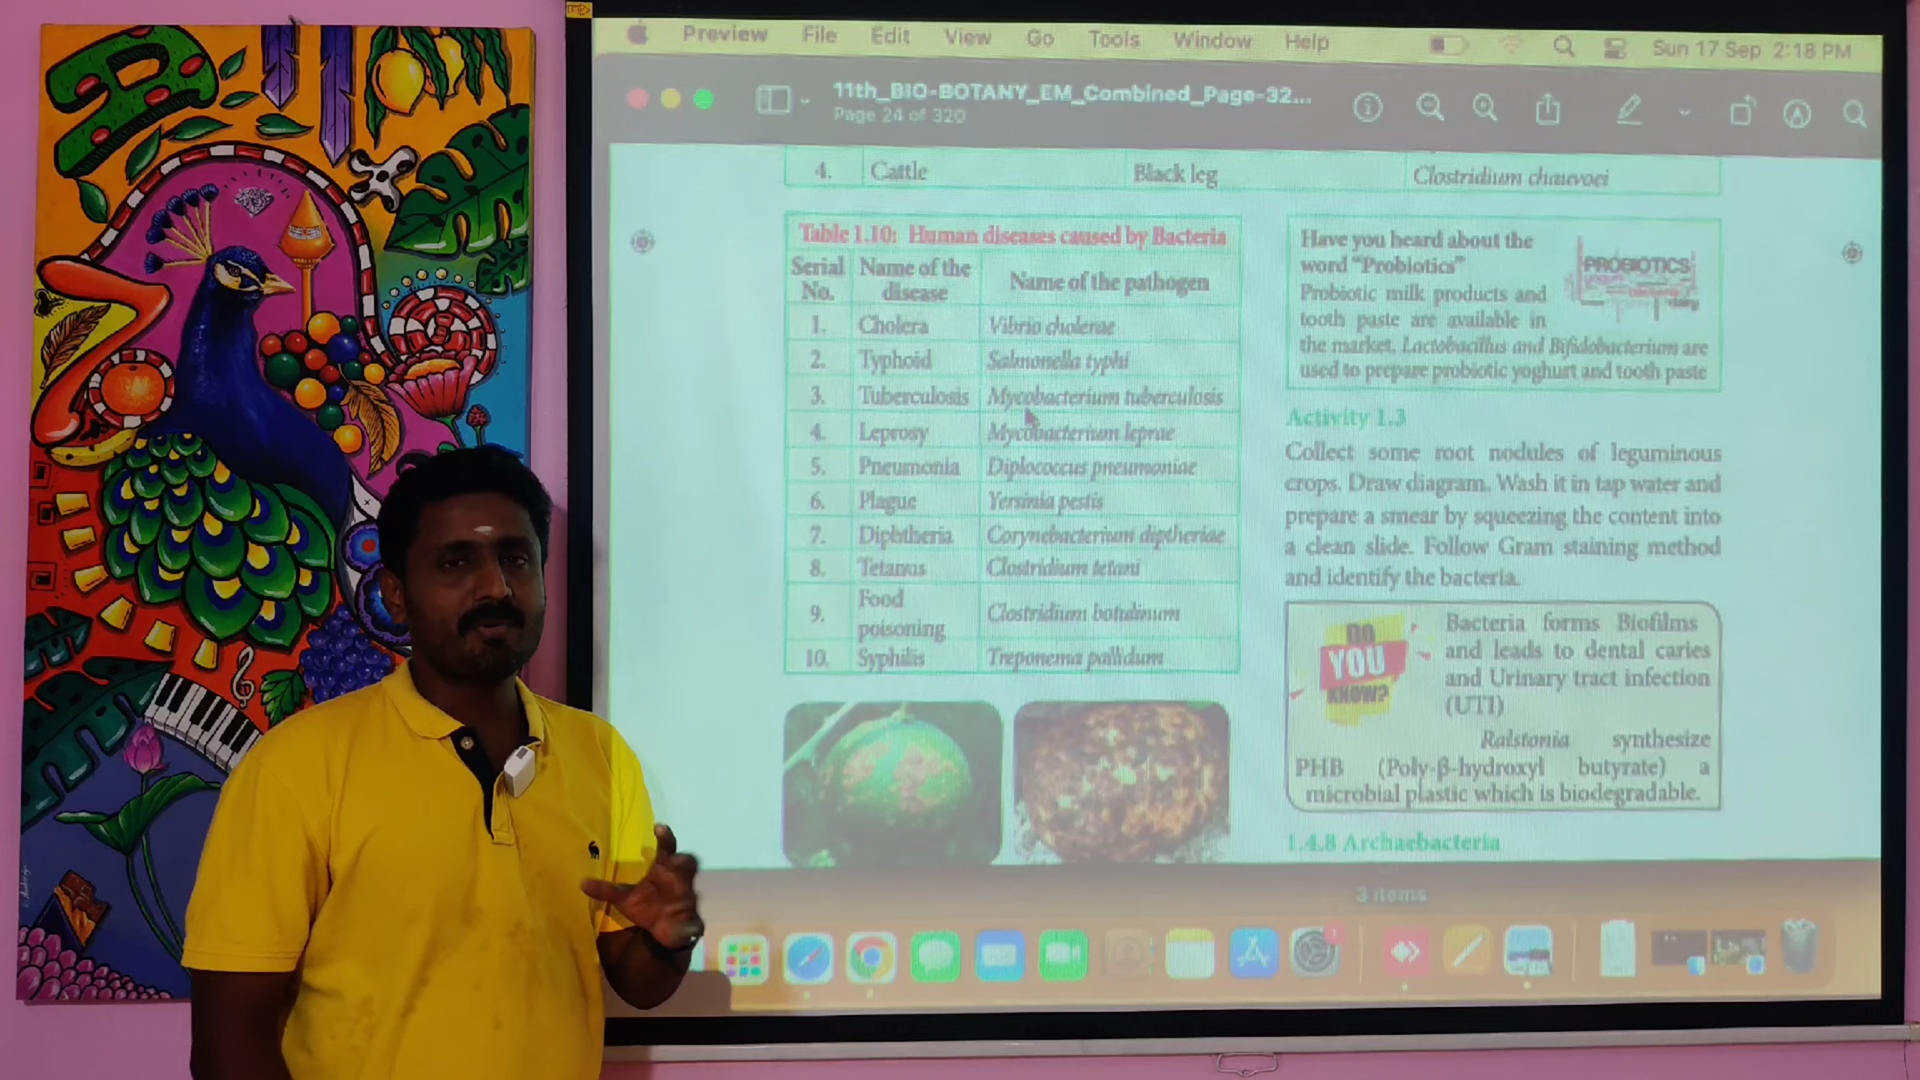 Preview File Edit View Go Tools Window Help Sun 17 Sep 2:18 PM
11th_BIO-BOTANY_EM_Combined_Page-32...
Page 24 of 320
4. Cattle Black leg Clostridium chauvoei
Table 1.10: Human diseases caused by Bacteria
Serial No. Name of the disease Name of the pathogen
1. Cholera Vibrio cholerae
2. Typhoid Salmonella typhi
3. Tuberculosis Mycobacterium tuberculosis
4. Leprosy Mycobacterium leprae
5. Pneumonia Diplococcus pneumoniae
6. Plague Yersinia pestis
7. Diphtheria Corynebacterium diptheriae
8. Tetanus Clostridium tetani
9. Food poisoning Clostridium botulinum
10. Syphilis Treponema pallidum
Have you heard about the
word "Probiotics"
PROBIOTICS
Probiotic milk products and
tooth paste are available in
the market. Lactobacillus and Bifidobacterium are
used to prepare probiotic yoghurt and tooth paste
Activity 1.3
Collect some root nodules of leguminous
crops. Draw diagram. Wash it in tap water and
prepare a smear by squeezing the content into
a clean slide. Follow Gram staining method
and identify the bacteria.
DO
YOU
KNOW?
Bacteria forms Biofilms
and leads to dental caries
and Urinary tract infection
(UTI)
Ralstonia synthesize
PHB (Poly-β-hydroxyl butyrate) a
microbial plastic which is biodegradable.
1.4.8 Archaebacteria
3 items